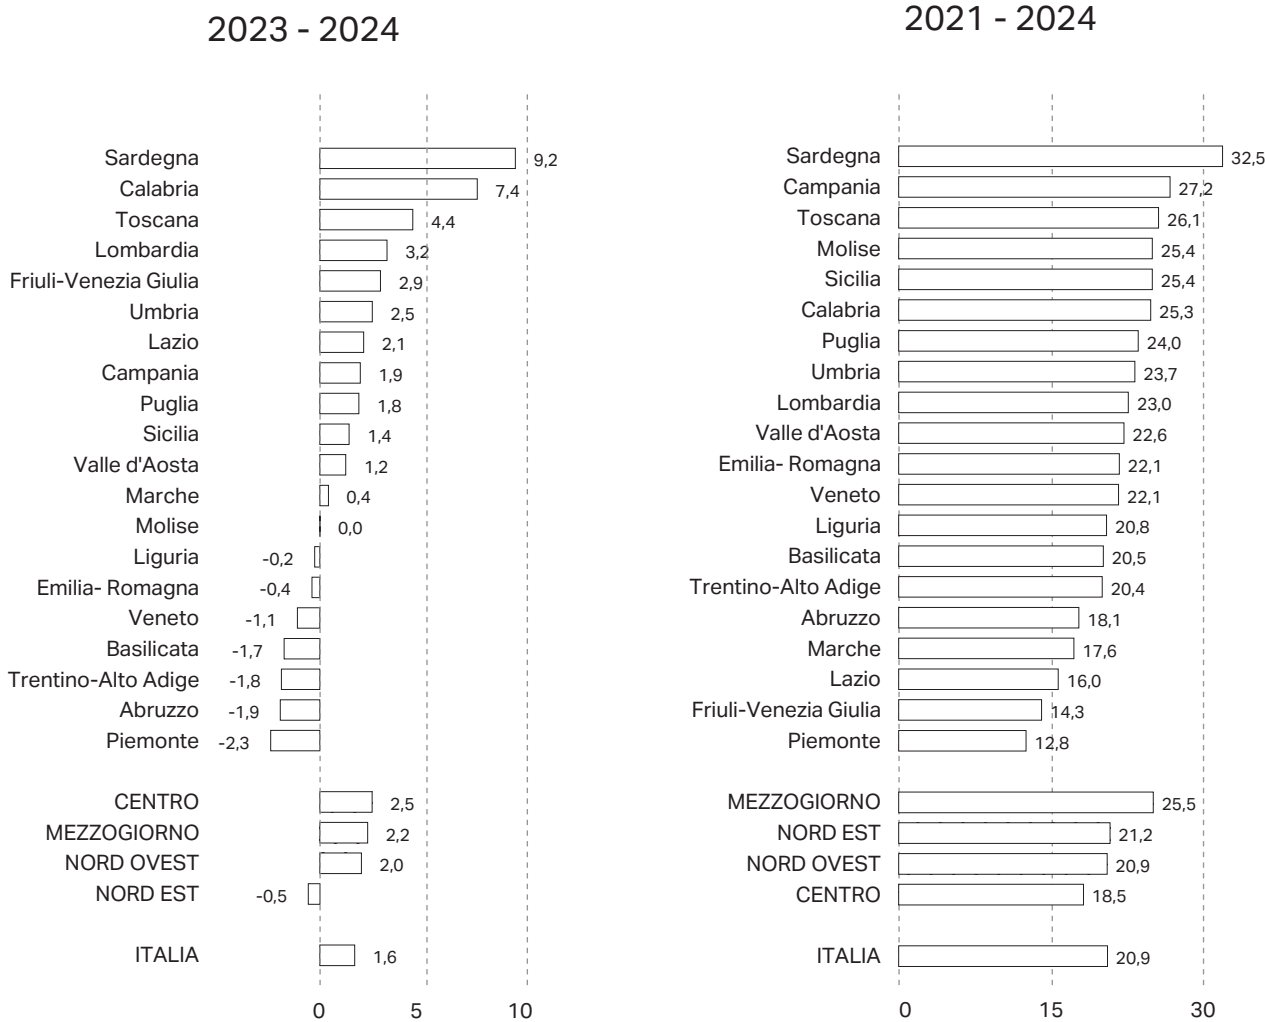 2023 - 2024
Sardegna 9,2
Calabria 7,4
Toscana 4,4
Lombardia 3,2
Friuli-Venezia Giulia 2,9
Umbria 2,5
Lazio 2,1
Campania 1,9
Puglia 1,8
Sicilia 1,4
Valle d'Aosta 1,2
Marche 0,4
Molise 0,0
Liguria -0,2
Emilia- Romagna -0,4
Veneto -1,1
Basilicata -1,7
Trentino-Alto Adige -1,8
Abruzzo -1,9
Piemonte -2,3
CENTRO 2,5
MEZZOGIORNO 2,2
NORD OVEST 2,0
NORD EST -0,5
ITALIA 1,6
0 5 10
2021 - 2024
Sardegna 32,5
Campania 27,2
Toscana 26,1
Molise 25,4
Sicilia 25,4
Calabria 25,3
Puglia 24,0
Umbria 23,7
Lombardia 23,0
Valle d'Aosta 22,6
Emilia- Romagna 22,1
Veneto 22,1
Liguria 20,8
Basilicata 20,5
Trentino-Alto Adige 20,4
Abruzzo 18,1
Marche 17,6
Lazio 16,0
Friuli-Venezia Giulia 14,3
Piemonte 12,8
MEZZOGIORNO 25,5
NORD EST 21,2
NORD OVEST 20,9
CENTRO 18,5
ITALIA 20,9
0 15 30